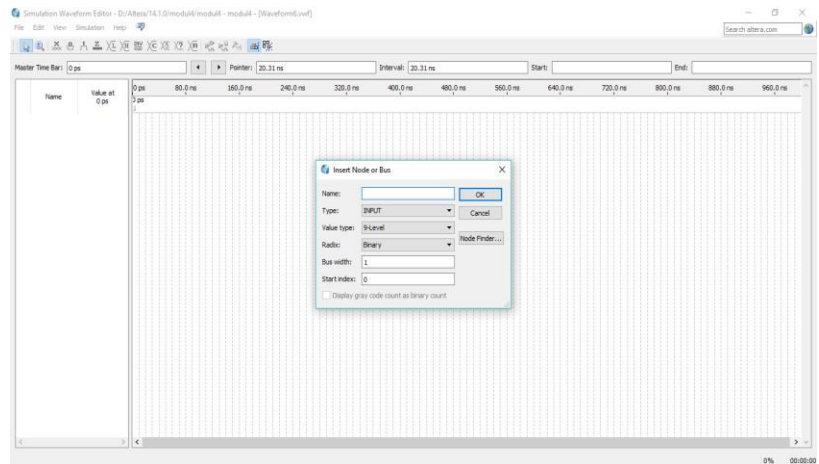 Simulation Waveform Editor - D:/Altera/14.1.0/modul4/modul4 - modul4 - [Waveform6.vwf]
File Edit View Simulation Help
Search altera.com
Master Time Bar: 0 ps Pointer: 20.31 ns Interval: 20.31 ns Start: End:
Name Value at 0 ps
0 ps 80.0 ns 160.0 ns 240.0 ns 320.0 ns 400.0 ns 480.0 ns 560.0 ns 640.0 ns 720.0 ns 800.0 ns 880.0 ns 960.0 ns
0 ps
Insert Node or Bus
Name: OK
Type: INPUT Cancel
Value type: 9-Level
Node Finder...
Radix: Binary
Bus width: 1
Start index: 0
Display gray code count as binary count
0% 00:00:00